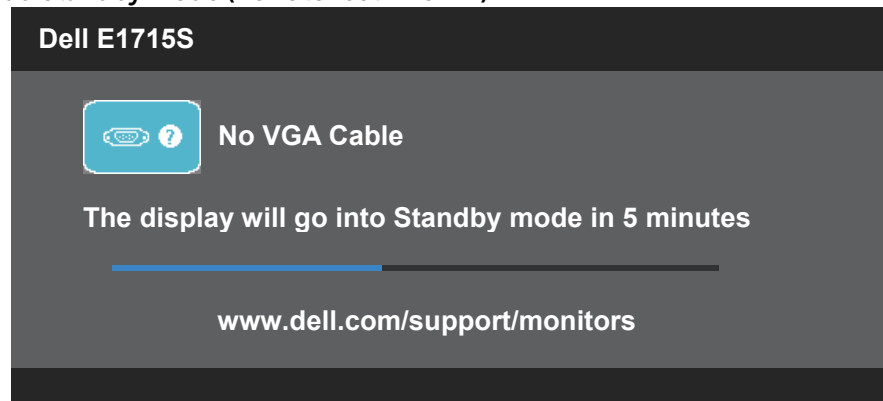 Dell E1715S
?
No VGA Cable
The display will go into Standby mode in 5 minutes
www.dell.com/support/monitors